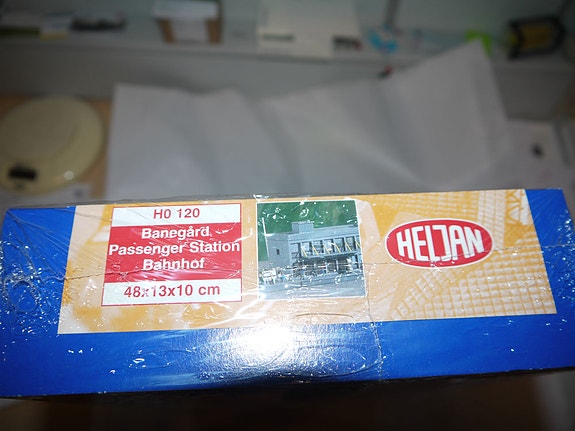 H0 120
Banegård
Passenger Station
Bahnhof
48x13x10 cm
HELJAN